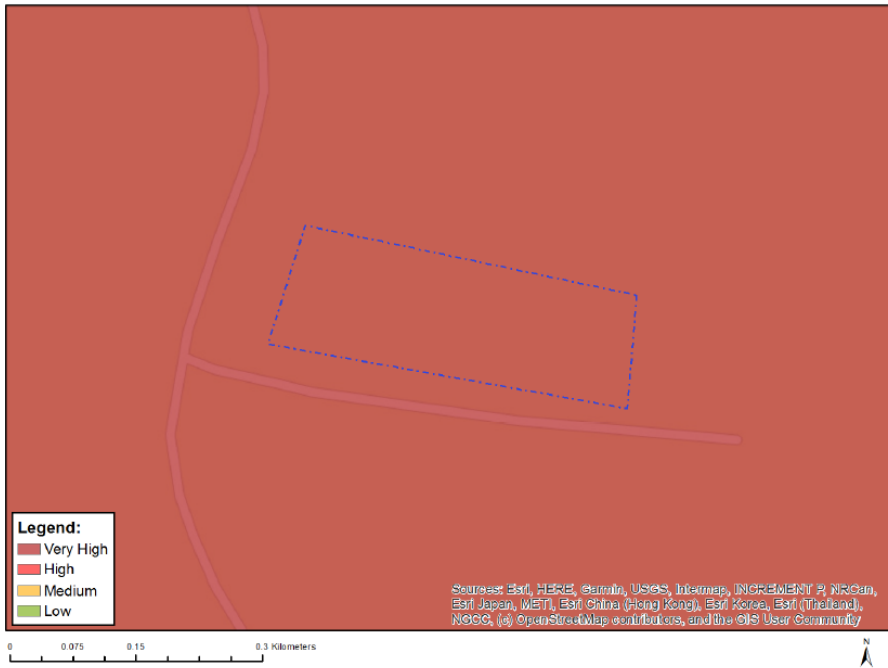 Legend:
Very High
High
Medium
Low
Sources: Esri, HERE, Garmin, USGS, Intermap, INCREMENT P, NRCan,
Esri Japan, METI, Esri China (Hong Kong), Esri Korea, Esri (Thailand),
NGCC, (c) OpenStreetMap contributors, and the GIS User Community
0 0.075 0.15 0.3 Kilometers
N